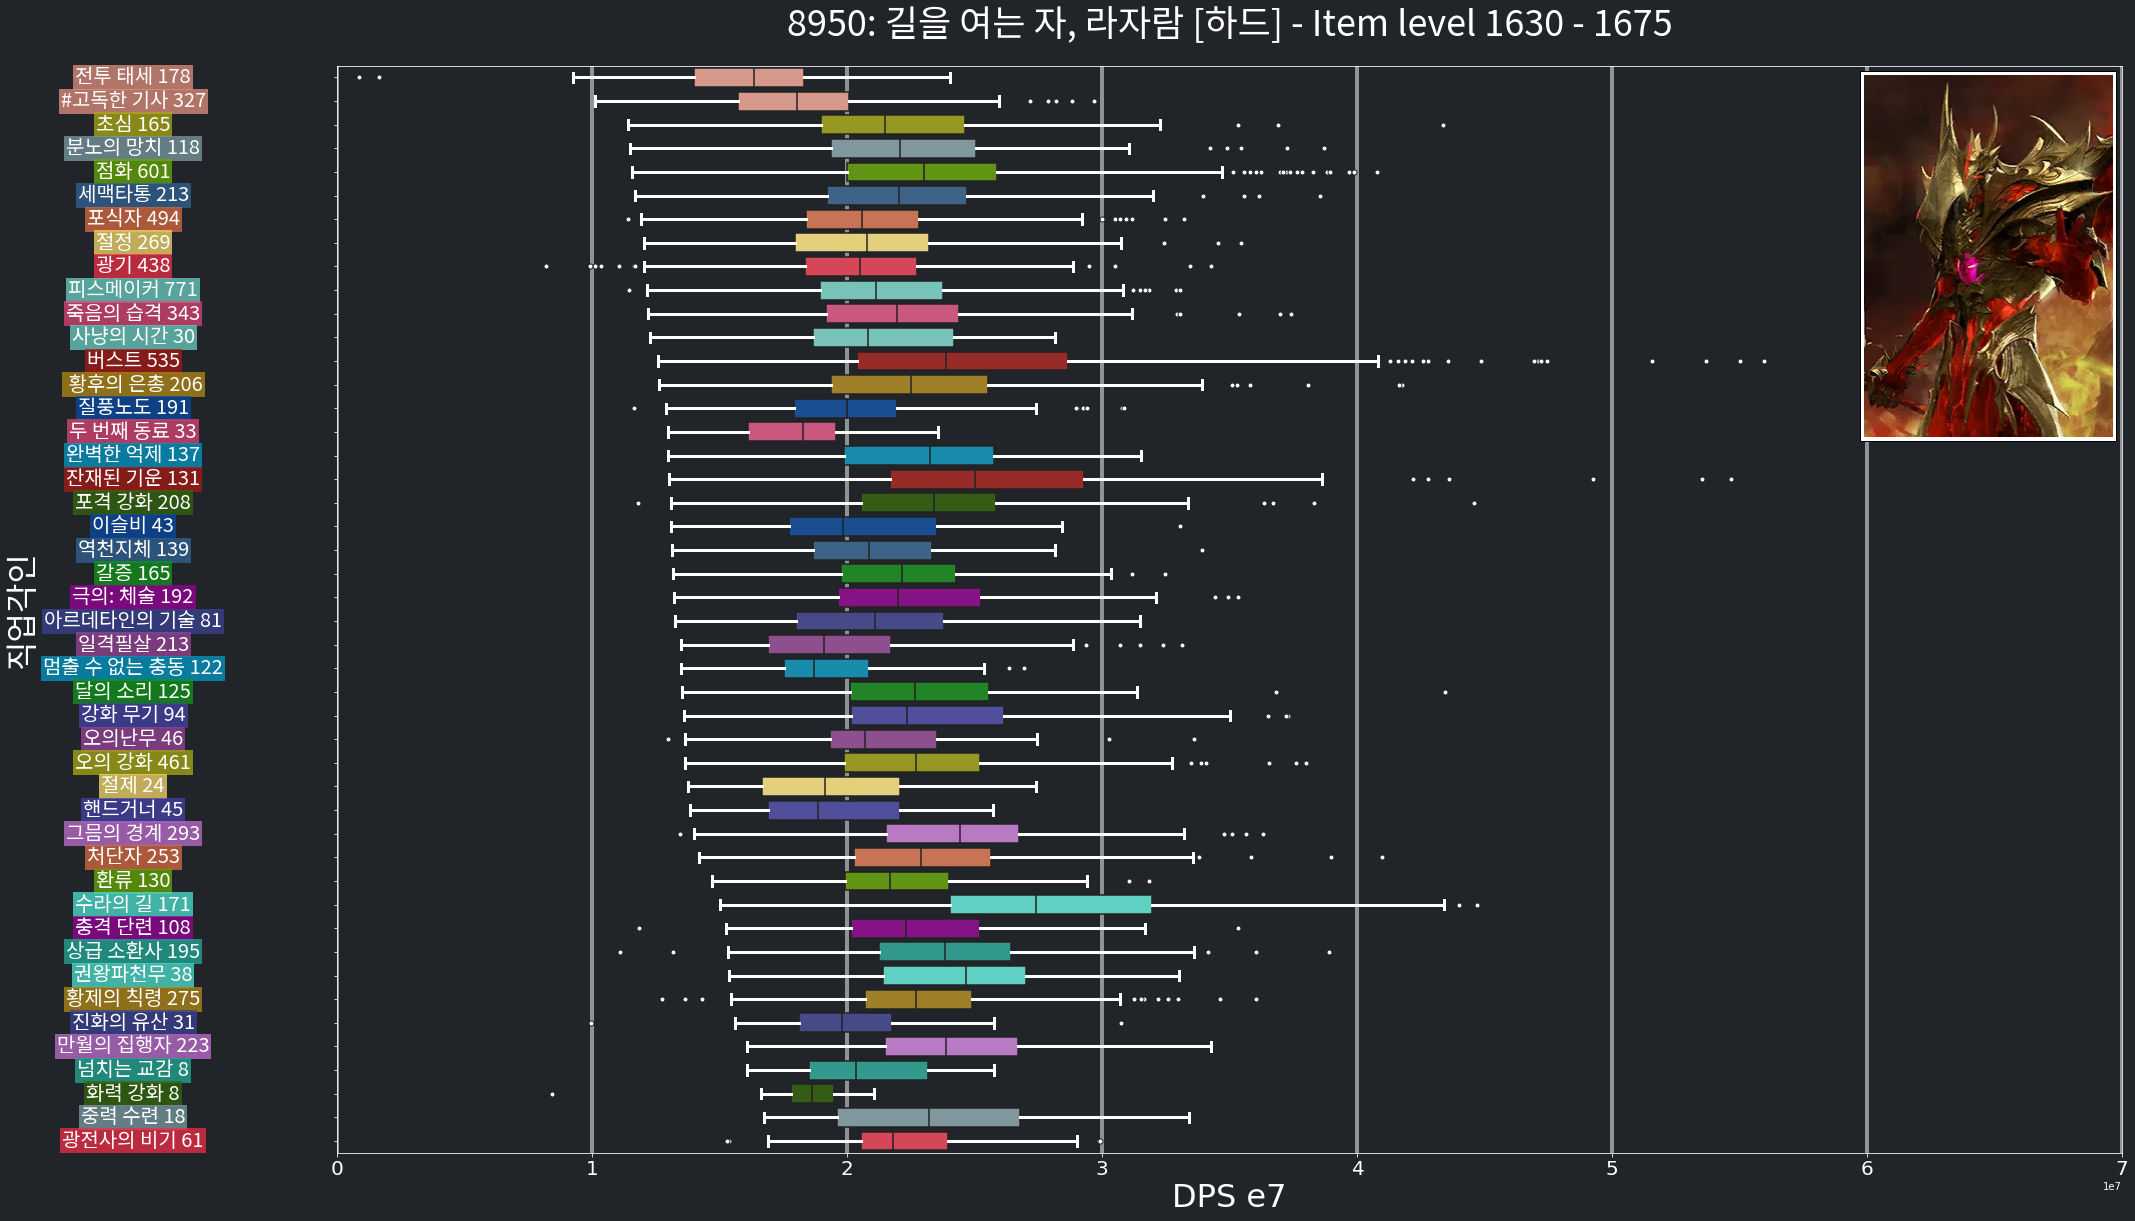 8950: 길을 여는 자, 라자람 [하드] - Item level 1630 - 1675
전투 태세 178
#고독한 기사 327
초심 165
분노의 망치 118
점화 601
세맥타통 213
포식자 494
절정 269
광기 438
피스메이커 771
죽음의 습격 343
사냥의 시간 30
버스트 535
황후의 은총 206
질풍노도 191
두 번째 동료 33
완벽한 억제 137
잔재된 기운 131
포격 강화 208
이슬비 43
역천지체 139
갈증 165
극의: 체술 192
아르데타인의 기술 81
일격필살 213
멈출 수 없는 충동 122
달의 소리 125
강화 무기 94
오의난무 46
오의 강화 461
절제 24
핸드거너 45
그믐의 경계 293
처단자 253
환류 130
수라의 길 171
충격 단련 108
상급 소환사 195
권왕파천무 38
황제의 칙령 275
진화의 유산 31
만월의 집행자 223
넘치는 교감 8
화력 강화 8
중력 수련 18
광전사의 비기 61
직업각인
0 1 2 3 4 5 6 7
1e7
DPS e7